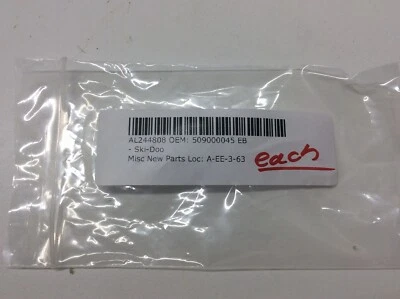 AL244808 OEM: 509000045 EB
- Ski-Doo
Misc New Parts Loc: A-EE-3-63
each